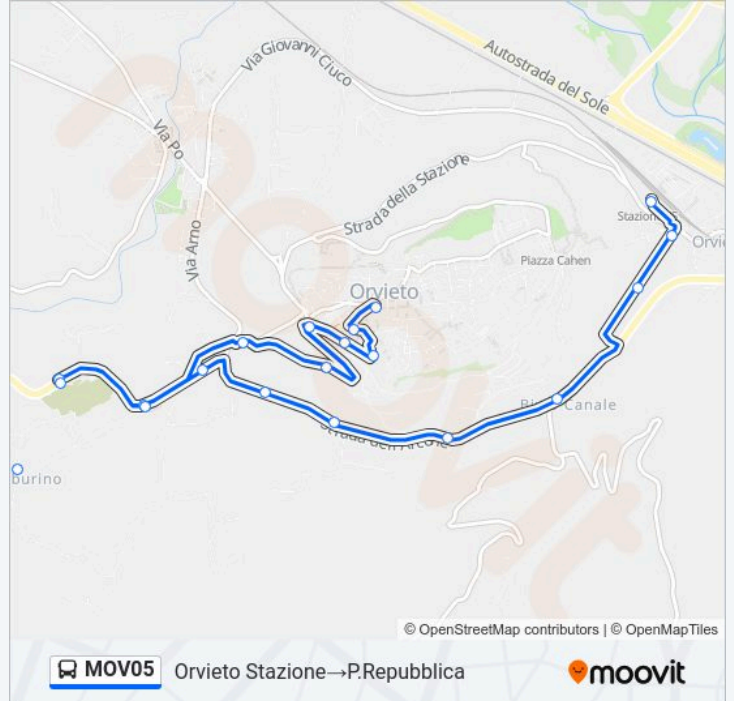 Autostrada del Sole
Via Giovanni Ciuco
Via Po
Strada della Stazione
Stazione FS
Via Arno
Piazza Cahen
Orvie
Orvieto
Canale
Strada dell'Arcone
burino
© OpenStreetMap contributors | © OpenMapTiles
MOV05 Orvieto Stazione→P.Repubblica
moovit